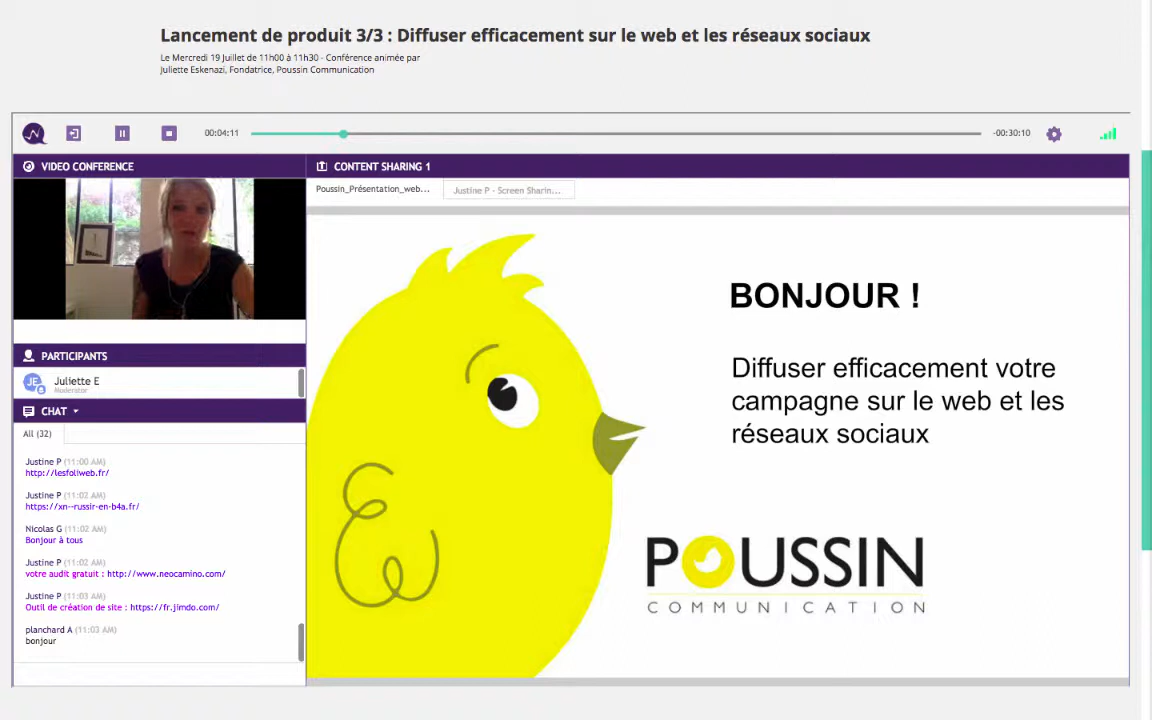 Lancement de produit 3/3 : Diffuser efficacement sur le web et les réseaux sociaux
Le Mercredi 19 Juillet de 11h00 à 11h30 - Conférence animée par
Juliette Eskenazi, Fondatrice, Poussin Communication
00:04:11
-00:30:10
VIDEO CONFERENCE
CONTENT SHARING 1
Poussin_Présentation_web...
Justine P - Screen Sharin...
BONJOUR !
Diffuser efficacement votre
campagne sur le web et les
réseaux sociaux
POUSSIN
COMMUNICATION
PARTICIPANTS
JE
Juliette E
Moderator
CHAT
All (32)
Justine P (11:00 AM)
http://lesfoliweb.fr/
Justine P (11:02 AM)
https://xn--russir-en-b4a.fr/
Nicolas G (11:02 AM)
Bonjour à tous
Justine P (11:02 AM)
votre audit gratuit : http://www.neocamino.com/
Justine P (11:03 AM)
Outil de création de site : https://fr.jimdo.com/
planchard A (11:03 AM)
bonjour